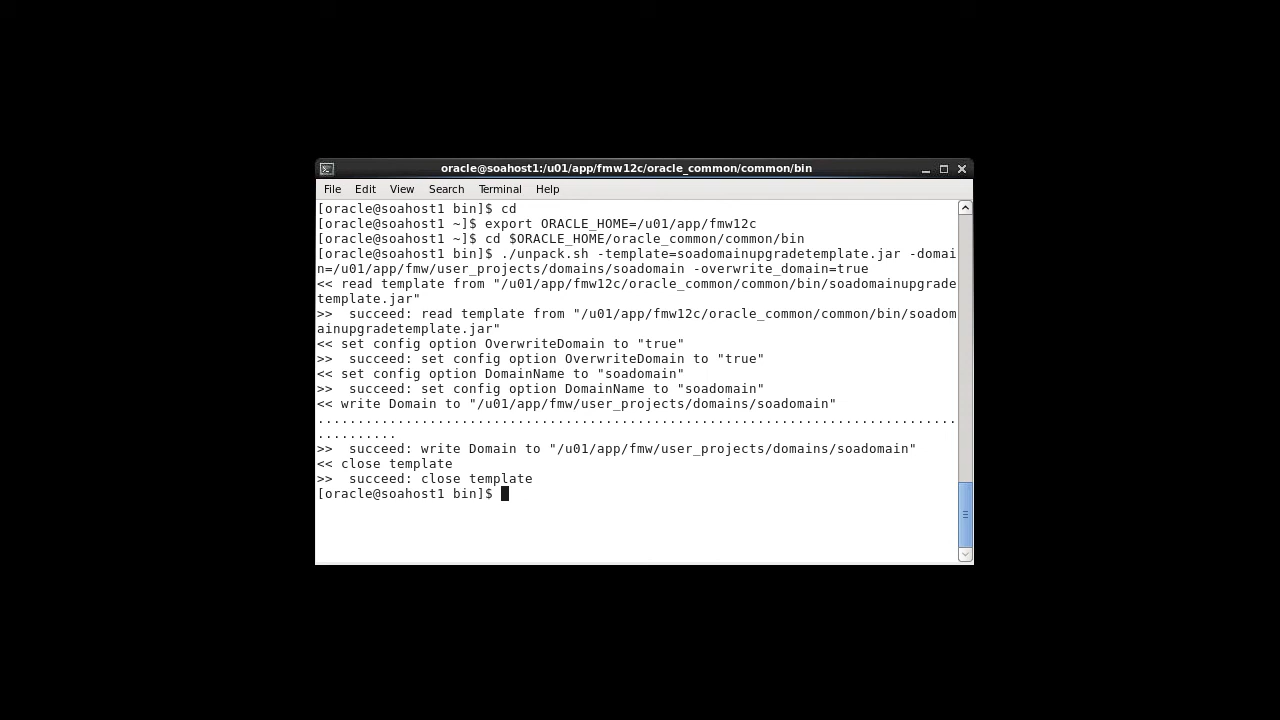 oracle@soahost1:/u01/app/fmw12c/oracle_common/common/bin
File Edit View Search Terminal Help
[oracle@soahost1 bin]$ cd
[oracle@soahost1 ~]$ export ORACLE_HOME=/u01/app/fmw12c
[oracle@soahost1 ~]$ cd $ORACLE_HOME/oracle_common/common/bin
[oracle@soahost1 bin]$ ./unpack.sh -template=soadomainupgradetemplate.jar -domai
n=/u01/app/fmw/user_projects/domains/soadomain -overwrite_domain=true
<< read template from "/u01/app/fmw12c/oracle_common/common/bin/soadomainupgrade
template.jar"
>>  succeed: read template from "/u01/app/fmw12c/oracle_common/common/bin/soadom
ainupgradetemplate.jar"
<< set config option OverwriteDomain to "true"
>>  succeed: set config option OverwriteDomain to "true"
<< set config option DomainName to "soadomain"
>>  succeed: set config option DomainName to "soadomain"
<< write Domain to "/u01/app/fmw/user_projects/domains/soadomain"
................................................................................
..........
>>  succeed: write Domain to "/u01/app/fmw/user_projects/domains/soadomain"
<< close template
>>  succeed: close template
[oracle@soahost1 bin]$